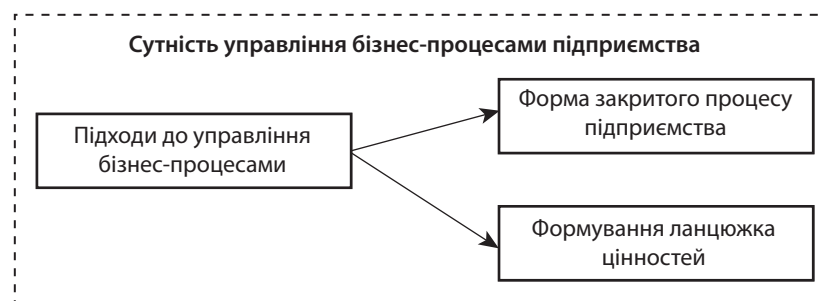 Сутність управління бізнес-процесами підприємства
Підходи до управління
бізнес-процесами
Форма закритого процесу
підприємства
Формування ланцюжка
цінностей